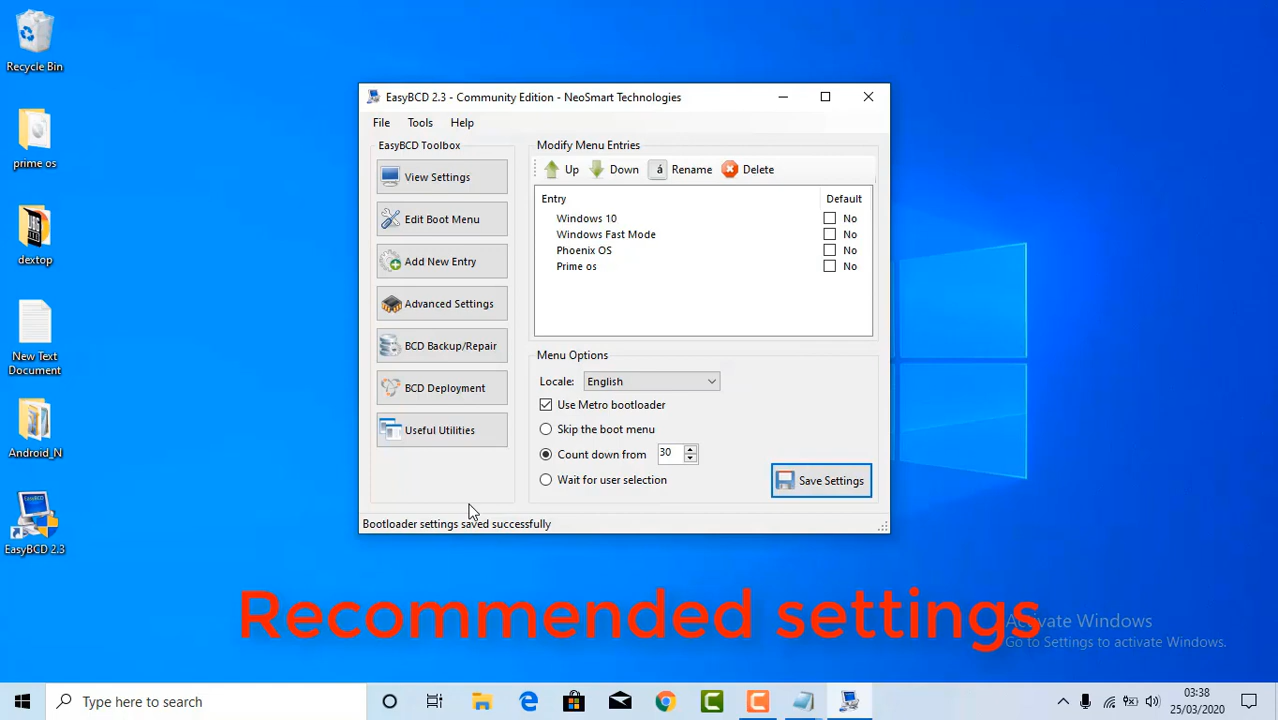 Recycle Bin
prime os
dextop
New Text
Document
Android_N
EasyBCD 2.3
EasyBCD 2.3 - Community Edition - NeoSmart Technologies
File Tools Help
EasyBCD Toolbox
View Settings
Edit Boot Menu
Add New Entry
Advanced Settings
BCD Backup/Repair
BCD Deployment
Useful Utilities
Modify Menu Entries
Up Down Rename Delete
Entry Default
Windows 10 No
Windows Fast Mode No
Phoenix OS No
Prime os No
Menu Options
Locale: English
Use Metro bootloader
Skip the boot menu
Count down from 30
Wait for user selection
Save Settings
Bootloader settings saved successfully
Recommended settings
Activate Windows
Go to Settings to activate Windows.
Type here to search
03:38
25/03/2020